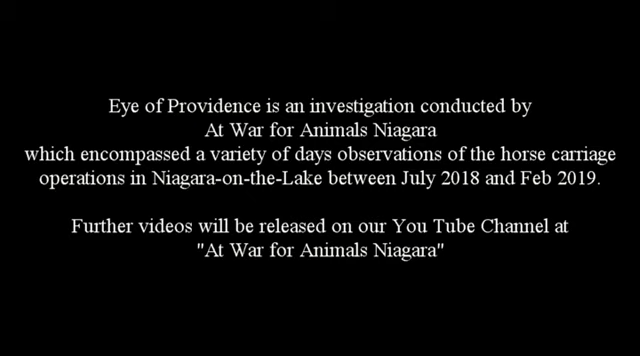 Eye of Providence is an investigation conducted by
At War for Animals Niagara
which encompassed a variety of days observations of the horse carriage
operations in Niagara-on-the-Lake between July 2018 and Feb 2019.
Further videos will be released on our You Tube Channel at
"At War for Animals Niagara"